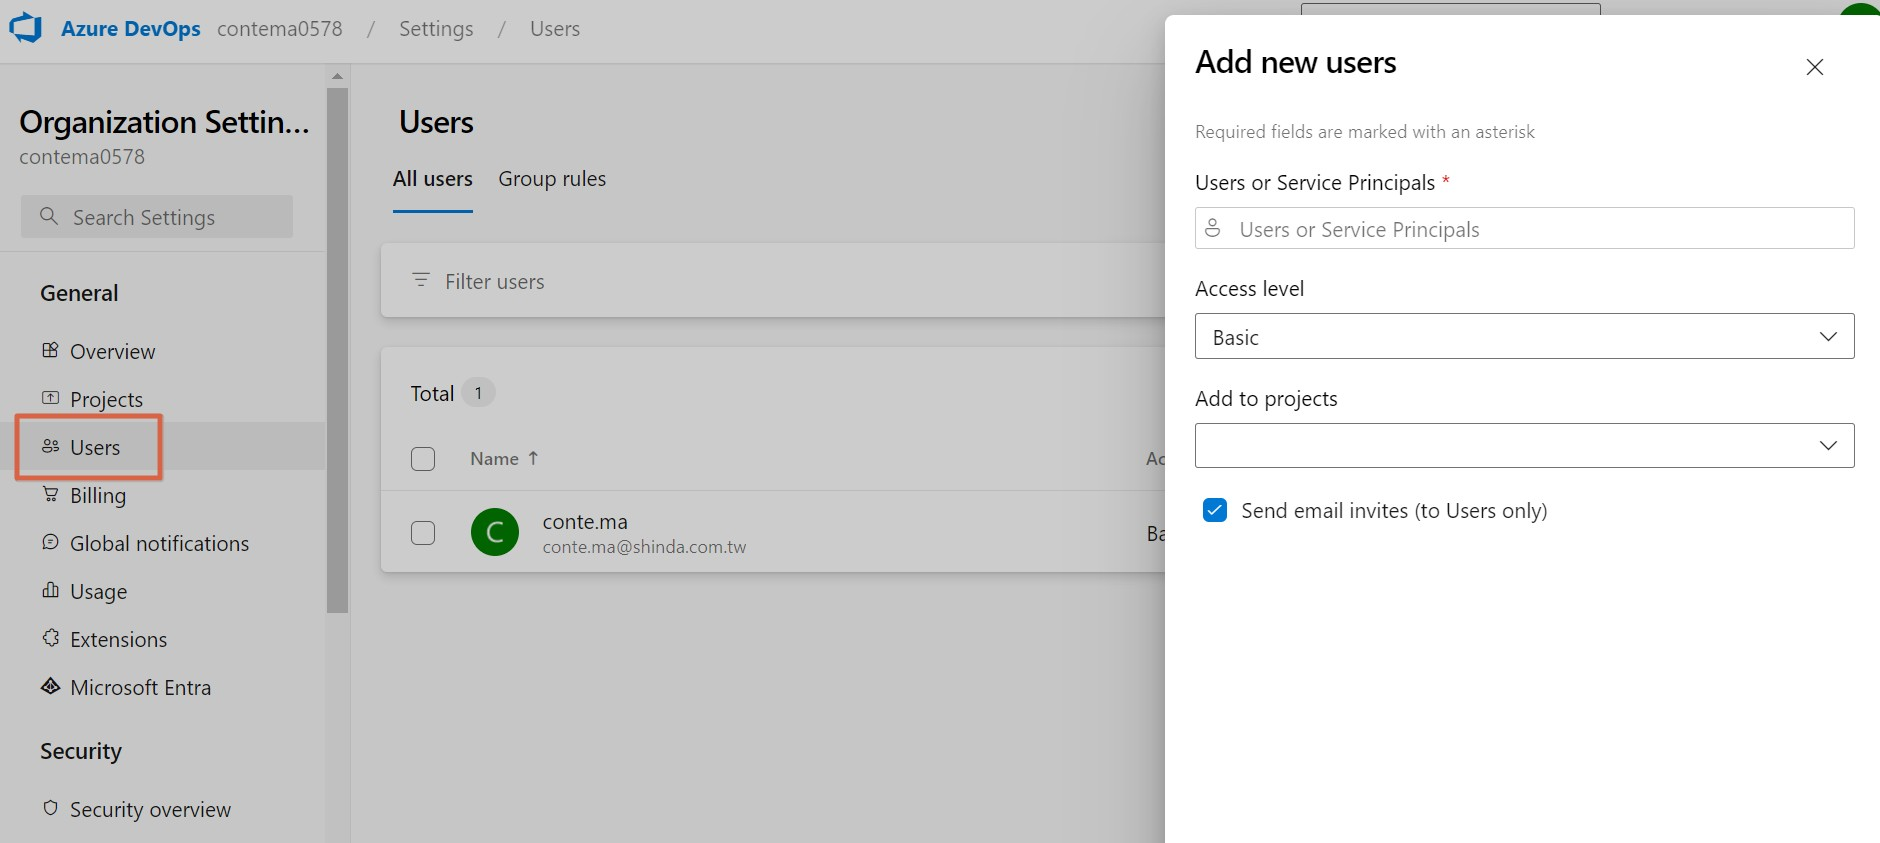 Azure DevOps contema0578 / Settings / Users
Organization Settin...
contema0578
Search Settings
General
Overview
Projects
Users
Billing
Global notifications
Usage
Extensions
Microsoft Entra
Security
Security overview
Users
All users Group rules
Filter users
Total 1
Name ↑ Ac
C
conte.ma
conte.ma@shinda.com.tw
Ba
Add new users
Required fields are marked with an asterisk
Users or Service Principals *
Users or Service Principals
Access level
Basic
Add to projects
Send email invites (to Users only)